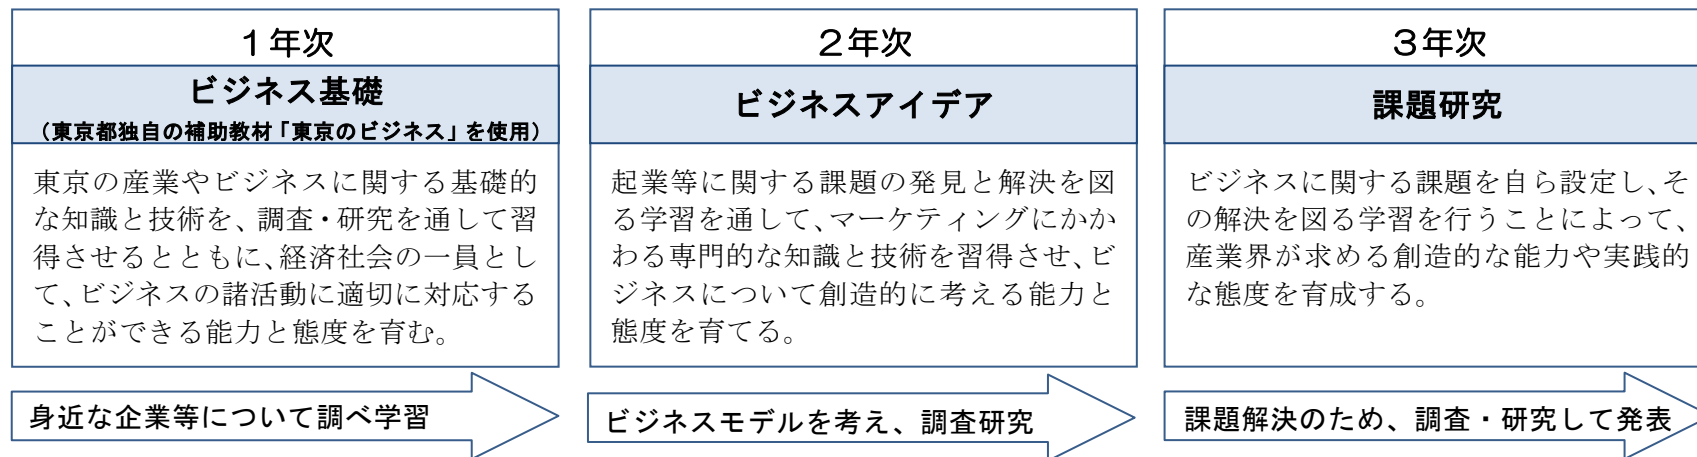 １年次
ビジネス基礎
（東京都独自の補助教材「東京のビジネス」を使用）
東京の産業やビジネスに関する基礎的
な知識と技術を、調査・研究を通して習
得させるとともに、経済社会の一員とし
て、ビジネスの諸活動に適切に対応する
ことができる能力と態度を育む。
身近な企業等について調べ学習
２年次
ビジネスアイデア
起業等に関する課題の発見と解決を図
る学習を通して、マーケティングにかか
わる専門的な知識と技術を習得させ、ビ
ジネスについて創造的に考える能力と
態度を育てる。
ビジネスモデルを考え、調査研究
３年次
課題研究
ビジネスに関する課題を自ら設定し、そ
の解決を図る学習を行うことによって、
産業界が求める創造的な能力や実践的
な態度を育成する。
課題解決のため、調査・研究して発表